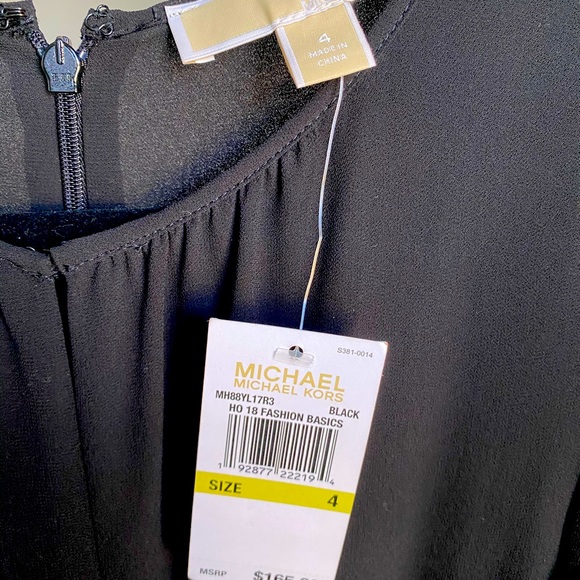 4
MADE IN
CHINA
S381-0014
MICHAEL
MICHAEL KORS
MH88YL17R3 BLACK
HO 18 FASHION BASICS
1 92877 22219 4
SIZE 4
MSRP